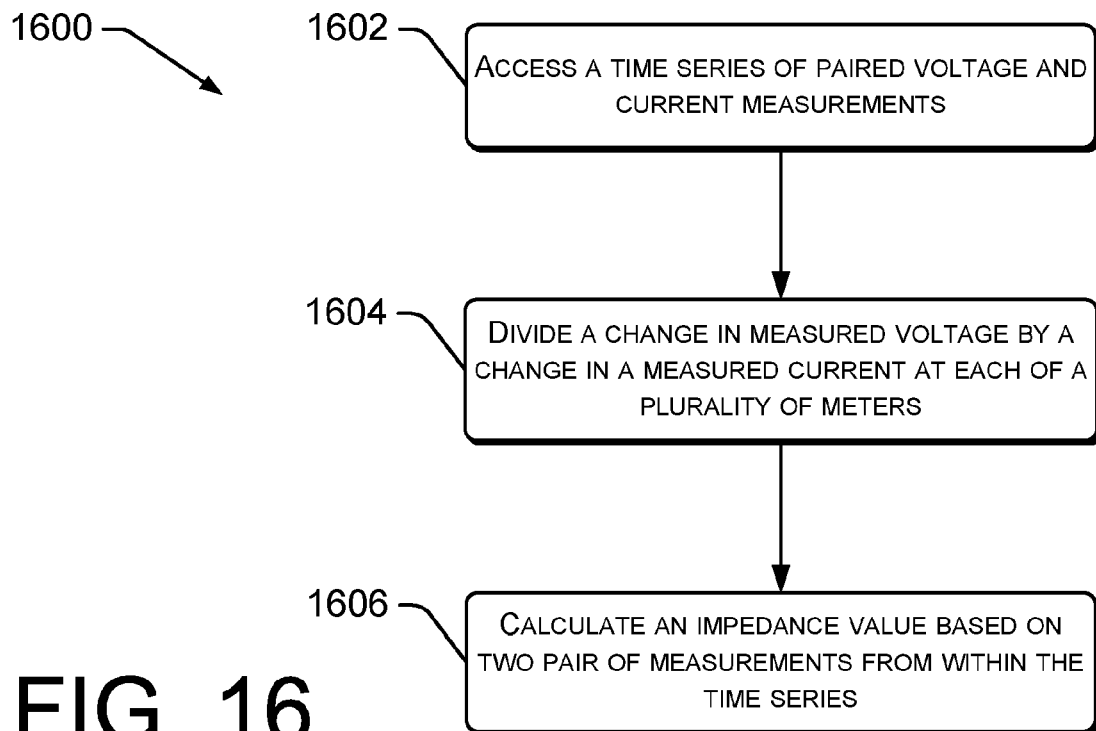 1600
1602
ACCESS A TIME SERIES OF PAIRED VOLTAGE AND
CURRENT MEASUREMENTS
1604
DIVIDE A CHANGE IN MEASURED VOLTAGE BY A
CHANGE IN A MEASURED CURRENT AT EACH OF A
PLURALITY OF METERS
1606
CALCULATE AN IMPEDANCE VALUE BASED ON
TWO PAIR OF MEASUREMENTS FROM WITHIN THE
TIME SERIES
FIG. 16